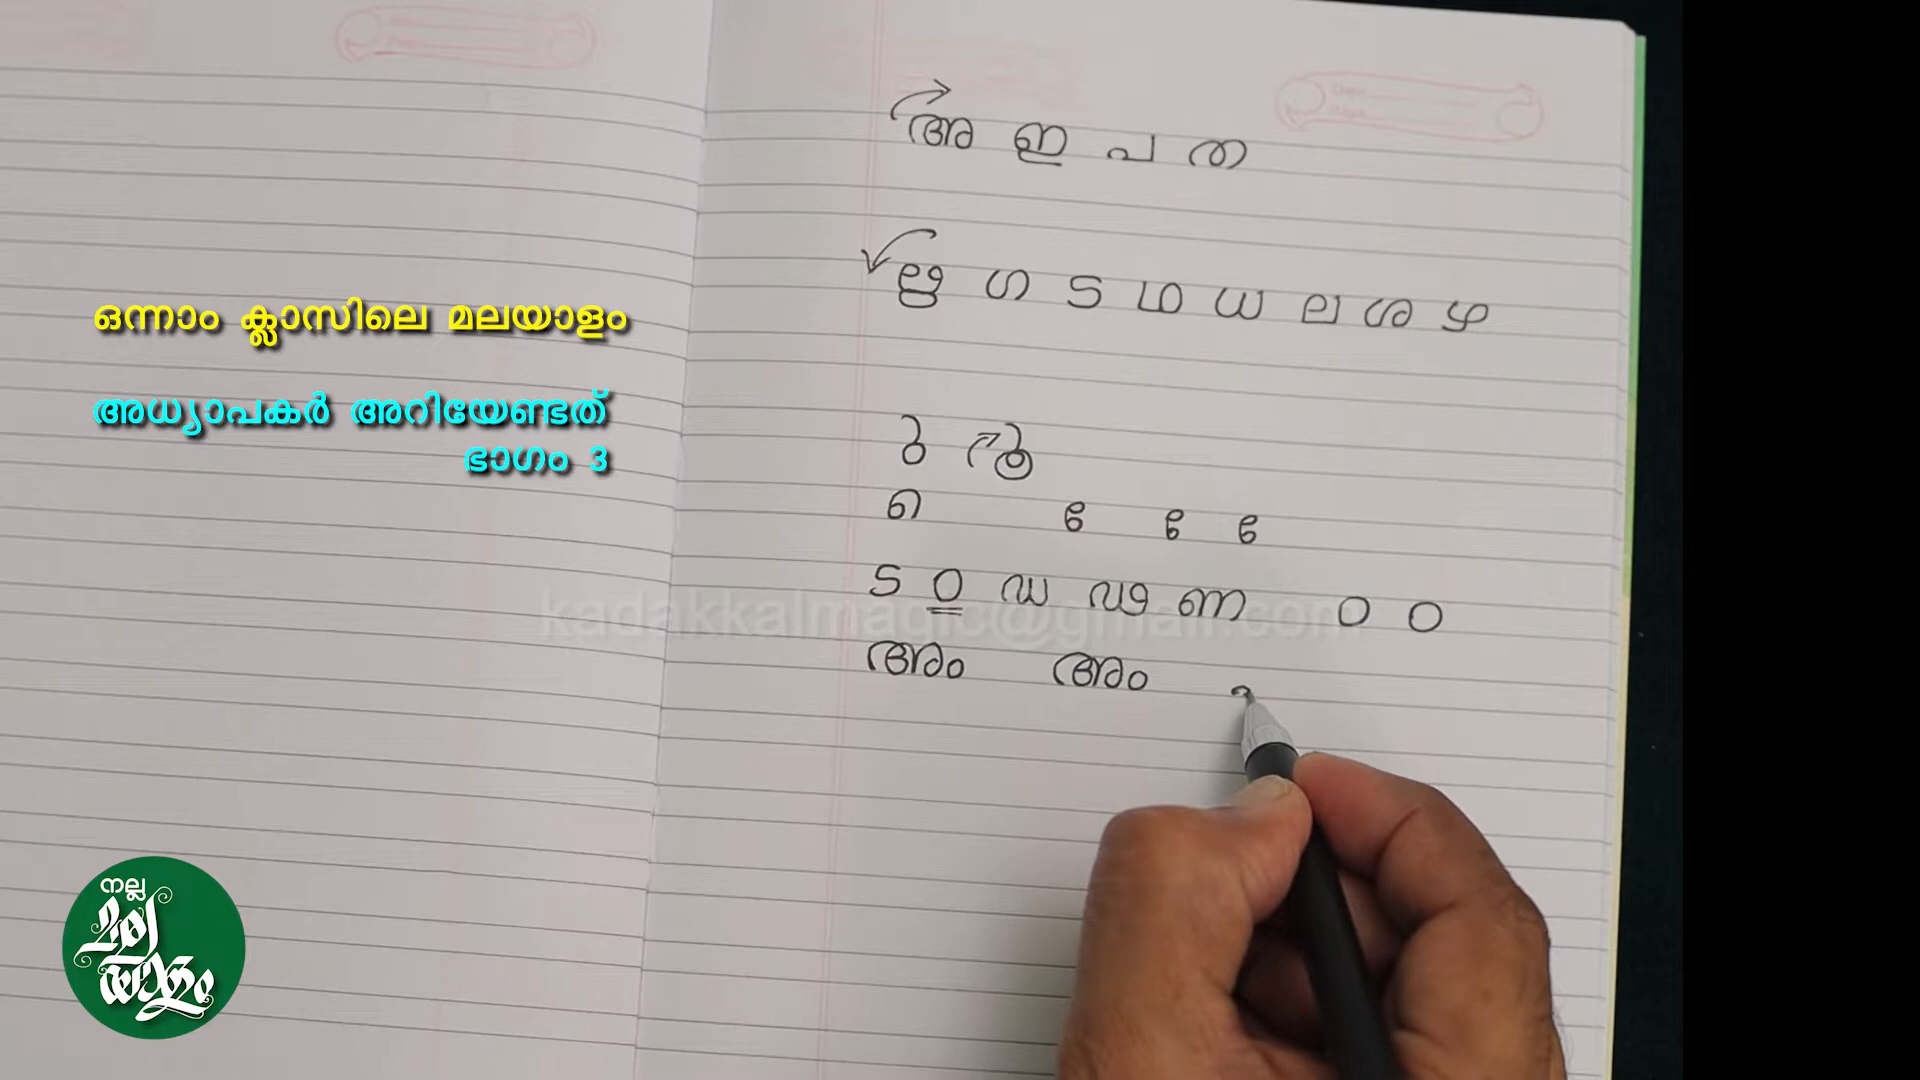 അ ഇ പ ത
ള ഗ ട ഥ ധ ല ശ ഴ
ഒന്നാം ക്ലാസിലെ മലയാളം
അധ്യാപകർ അറിയേണ്ടത്
ഭാഗം 3
െ േ േ േ
ട ഠ ഡ ഢ ണ ഠ ഠ
kadakkalmagic@gmail.com
അം അം
നല്ല
മലയാളം